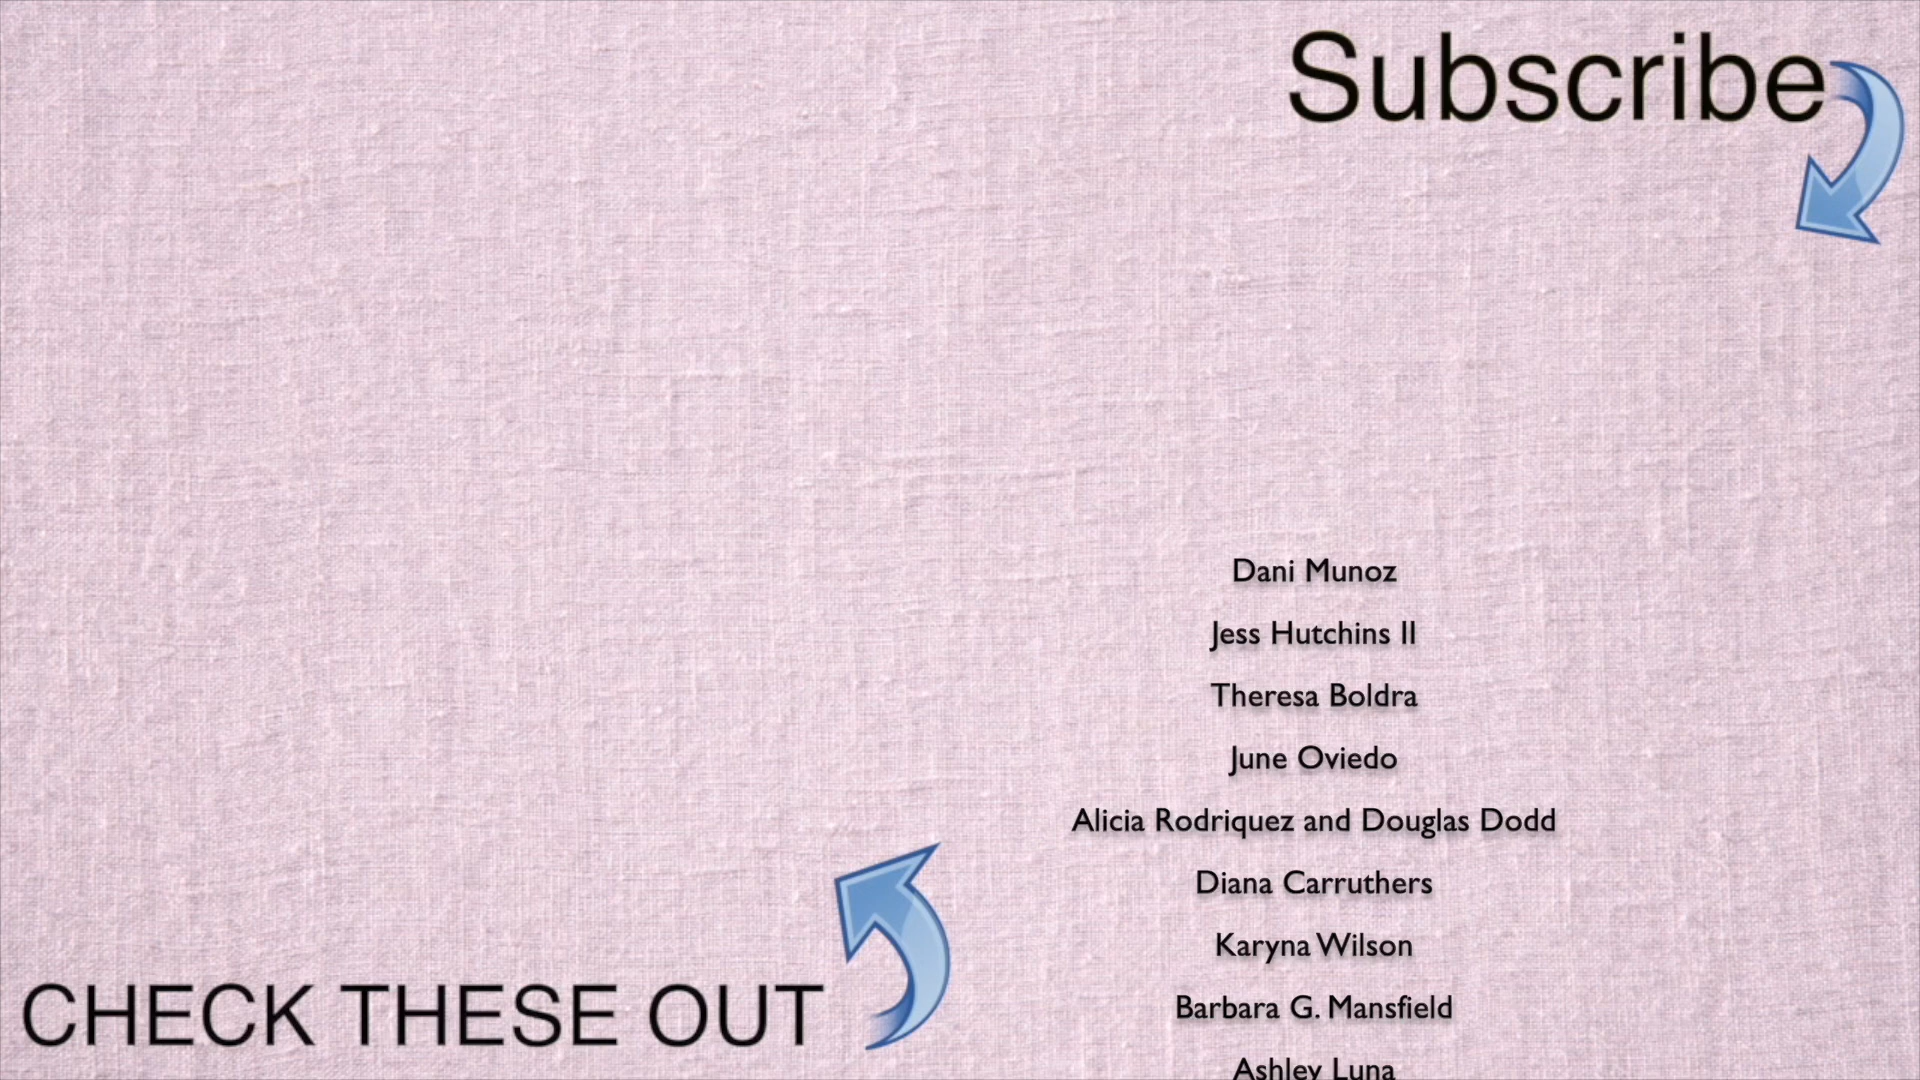 Subscribe
Dani Munoz
Jess Hutchins II
Theresa Boldra
June Oviedo
Alicia Rodriquez and Douglas Dodd
Diana Carruthers
Karyna Wilson
Barbara G. Mansfield
Ashley Luna
CHECK THESE OUT